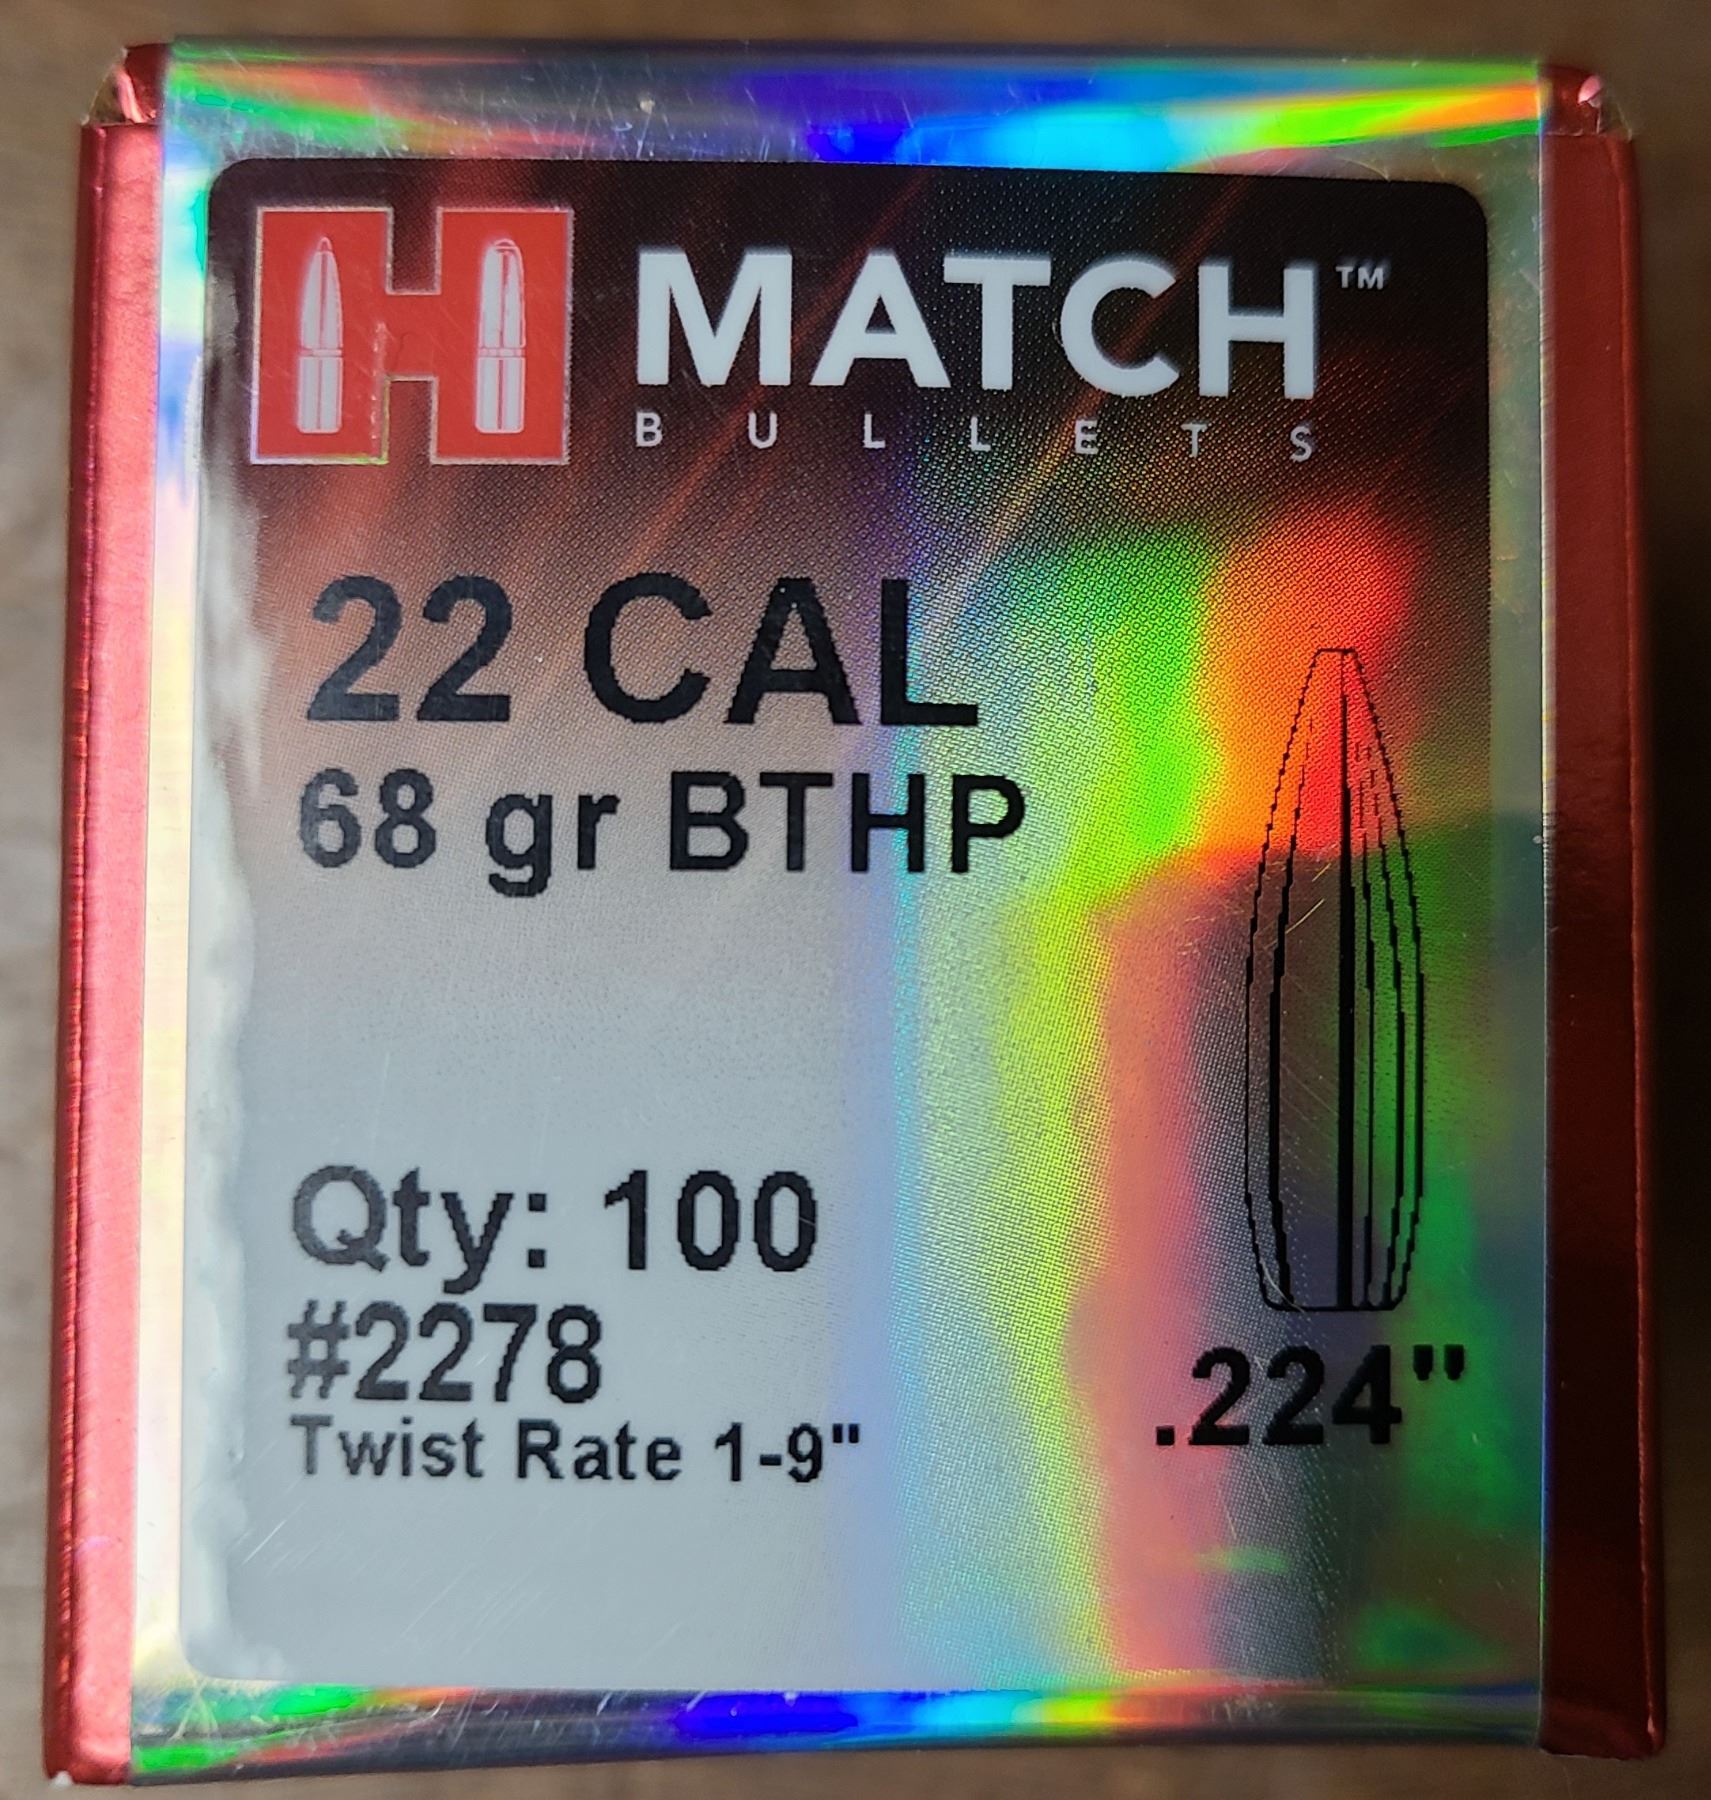 H MATCH™
BULLETS
22 CAL
68 gr BTHP
Qty: 100
#2278
Twist Rate 1-9"
.224"